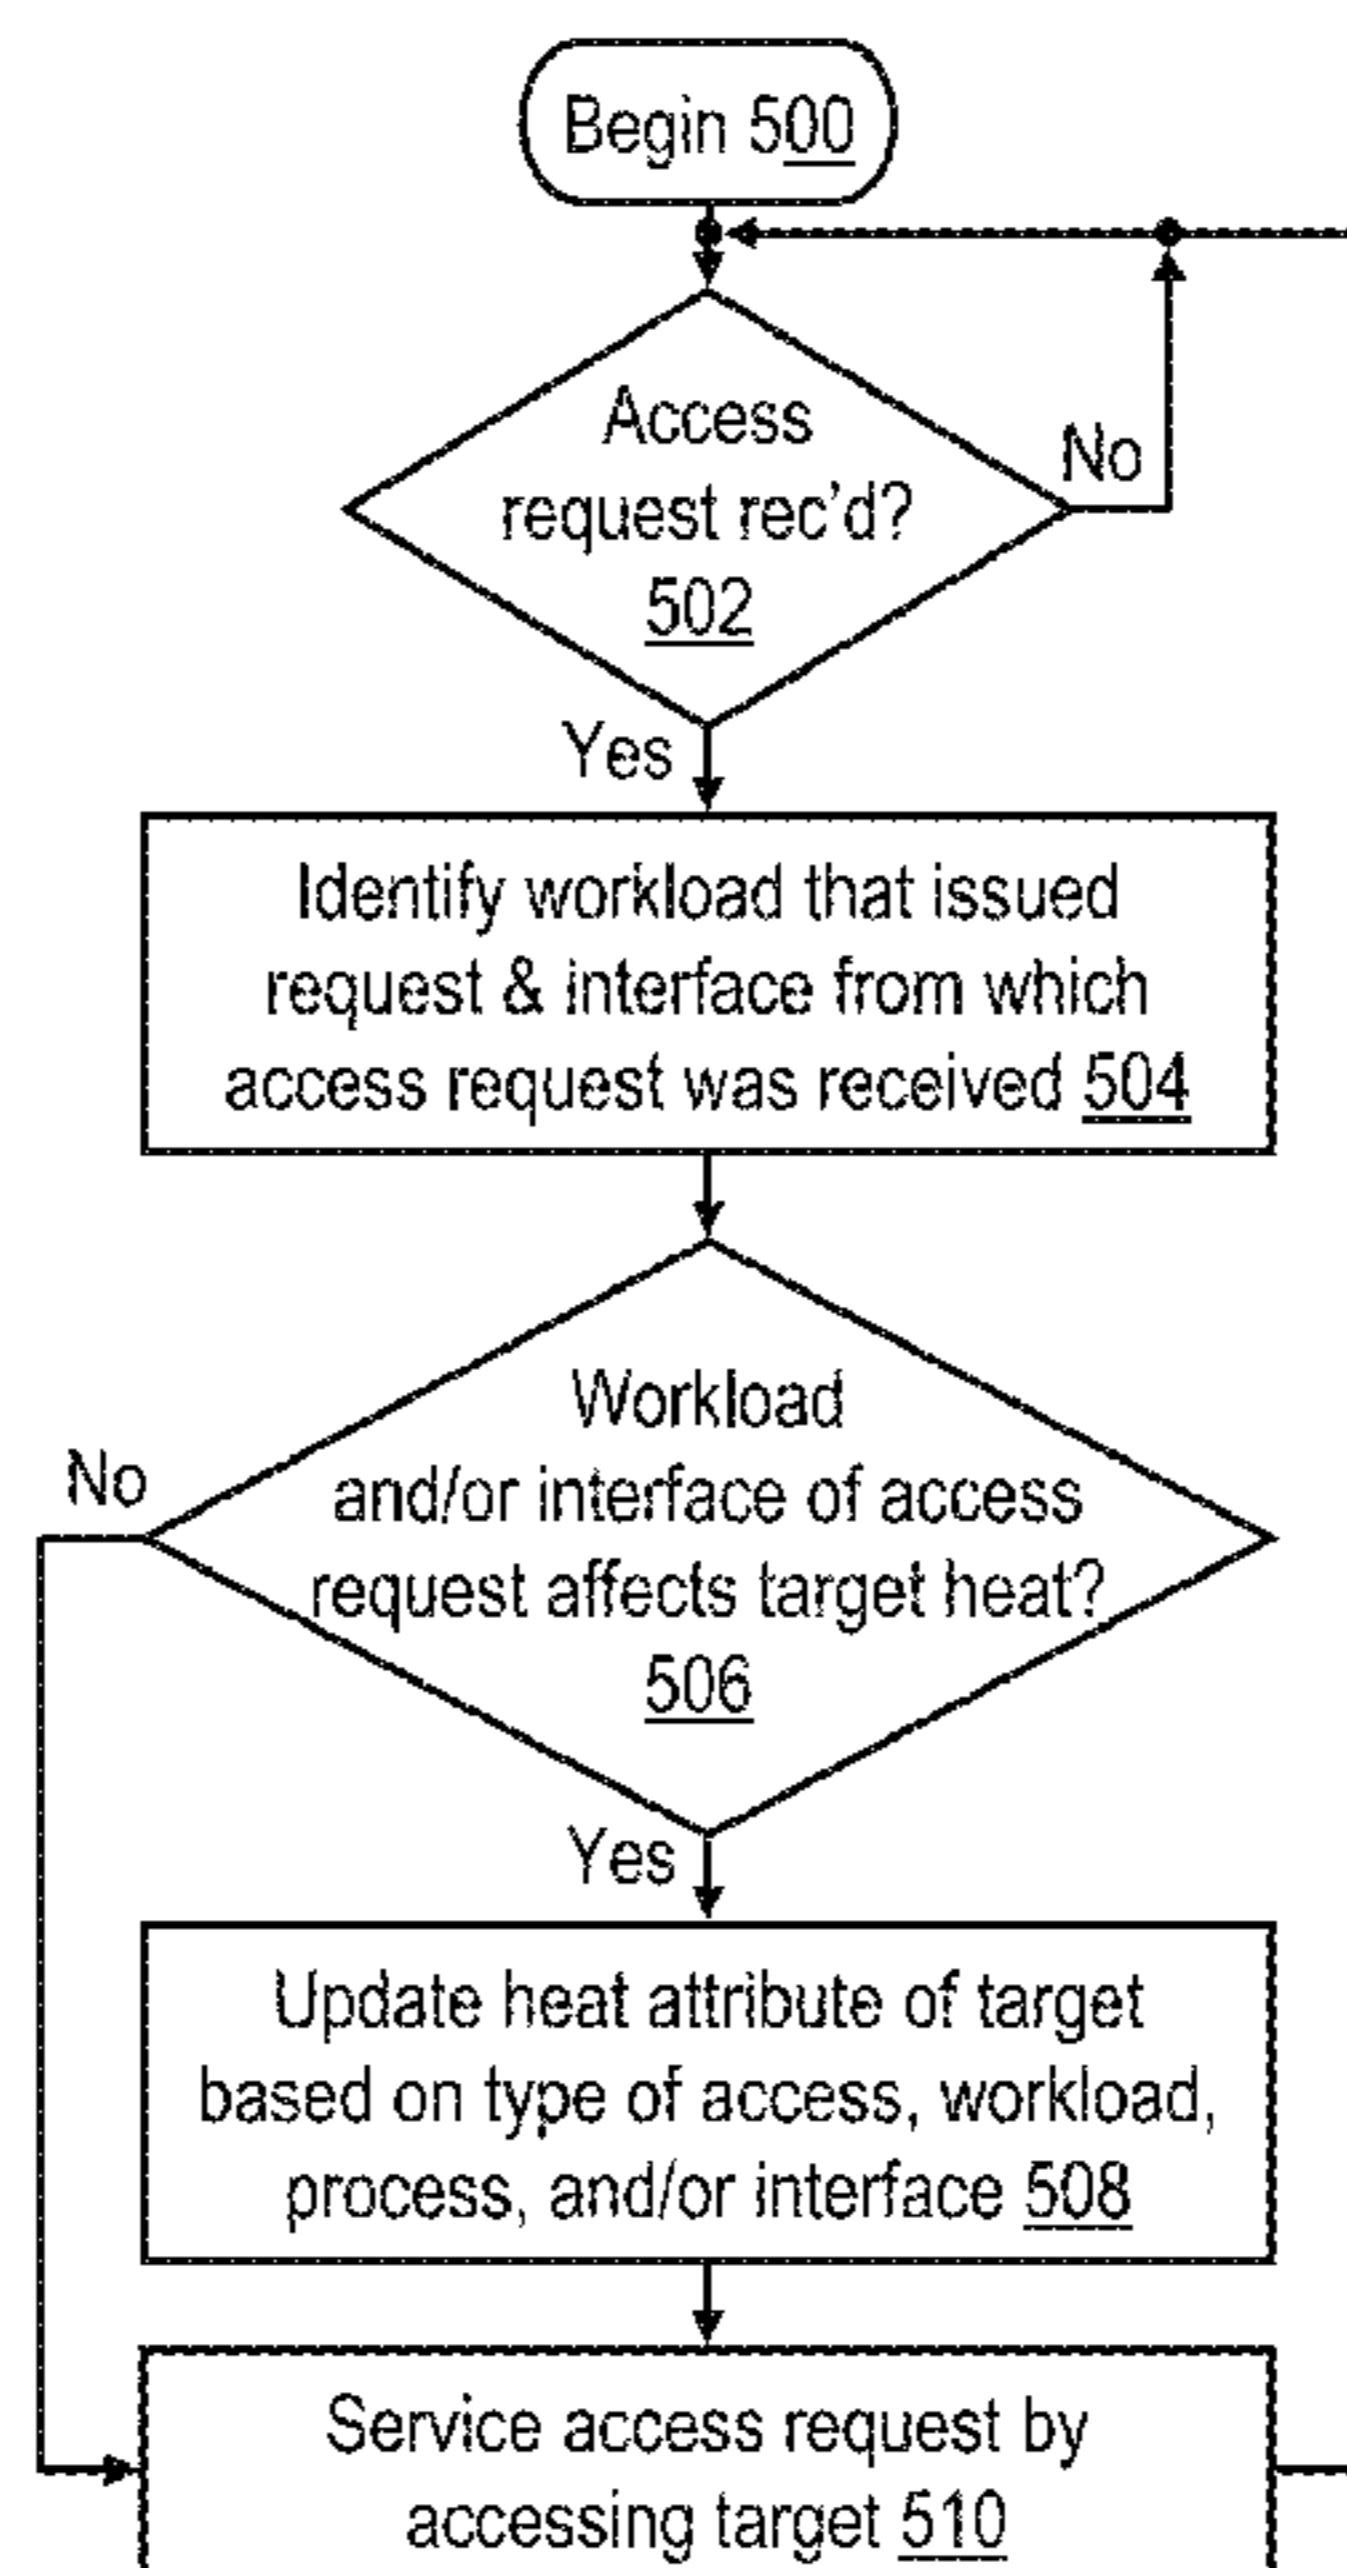 Begin 500
Access
request rec'd?
502
No
Yes
Identify workload that issued
request & interface from which
access request was received 504
Workload
and/or interface of access
request affects target heat?
506
No
Yes
Update heat attribute of target
based on type of access, workload,
process, and/or interface 508
Service access request by
accessing target 510